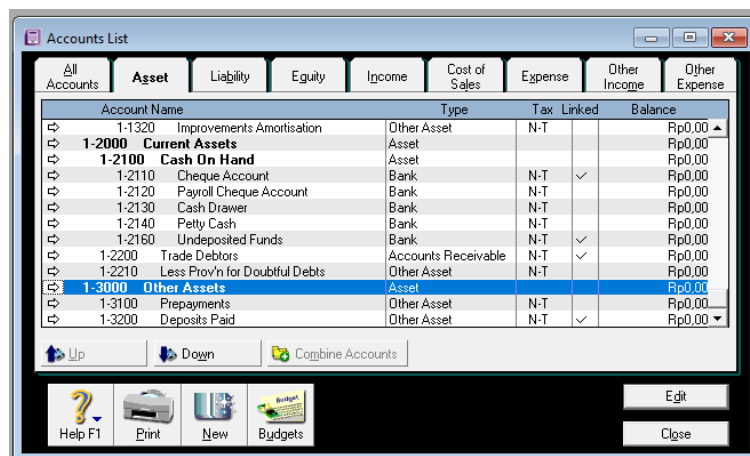 Accounts List
All Accounts Asset Liability Equity Income Cost of Sales Expense Other Income Other Expense
Account Name Type Tax Linked Balance
1-1320 Improvements Amortisation Other Asset N-T Rp0,00
1-2000 Current Assets Asset Rp0,00
1-2100 Cash On Hand Asset Rp0,00
1-2110 Cheque Account Bank N-T ✓ Rp0,00
1-2120 Payroll Cheque Account Bank N-T Rp0,00
1-2130 Cash Drawer Bank N-T Rp0,00
1-2140 Petty Cash Bank N-T Rp0,00
1-2160 Undeposited Funds Bank N-T ✓ Rp0,00
1-2200 Trade Debtors Accounts Receivable N-T ✓ Rp0,00
1-2210 Less Prov'n for Doubtful Debts Other Asset N-T Rp0,00
1-3000 Other Assets Asset Rp0,00
1-3100 Prepayments Other Asset N-T Rp0,00
1-3200 Deposits Paid Other Asset N-T ✓ Rp0,00
Up Down Combine Accounts
Budget
Help F1 Print New Budgets
Edit
Close